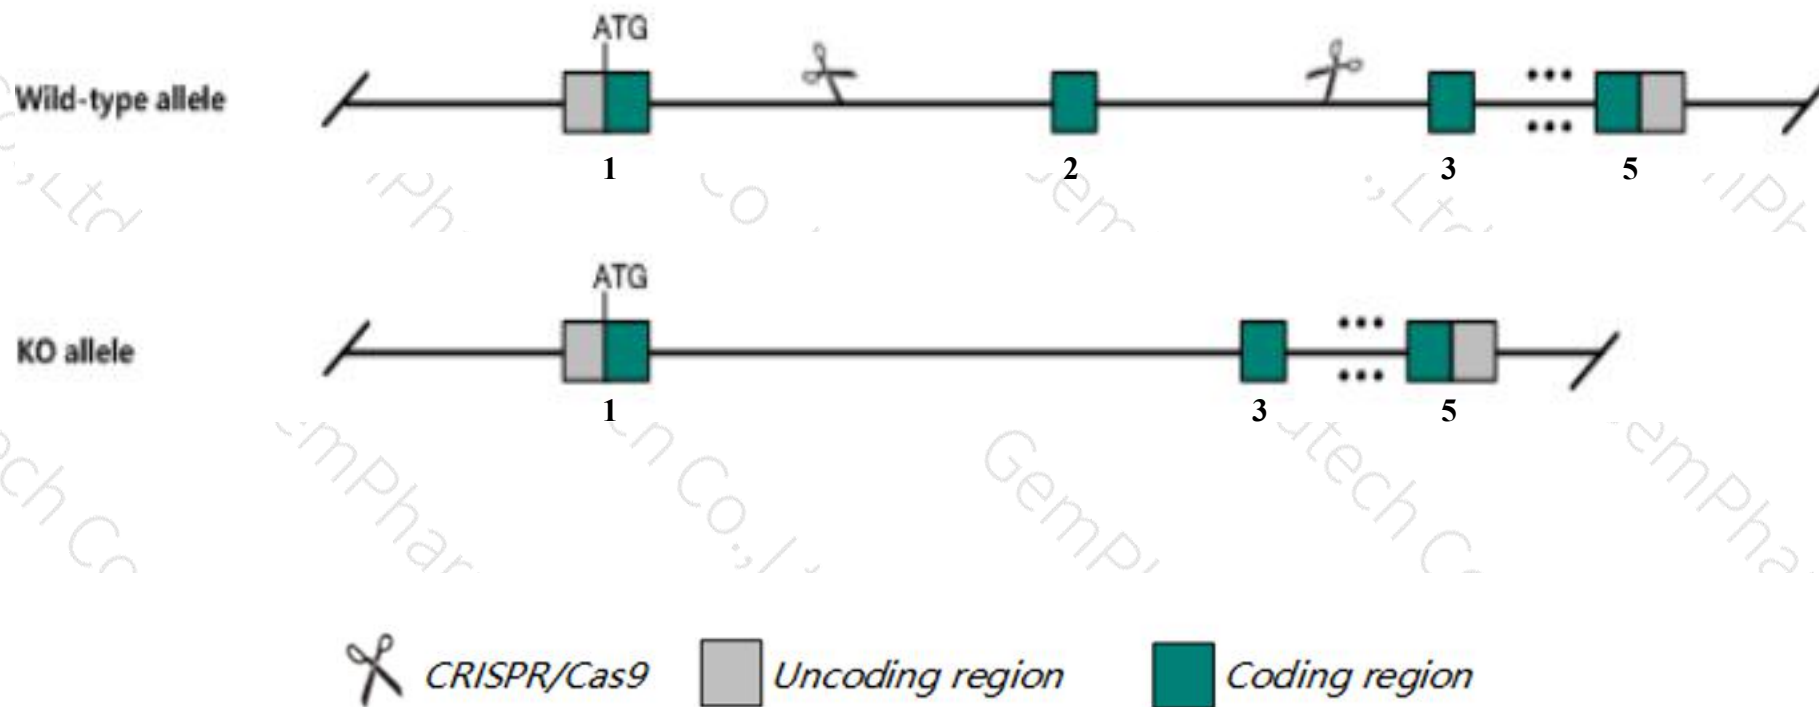 ATG
Wild-type allele
1 2 3 5
ATG
KO allele
1 3 5
CRISPR/Cas9 Uncoding region Coding region